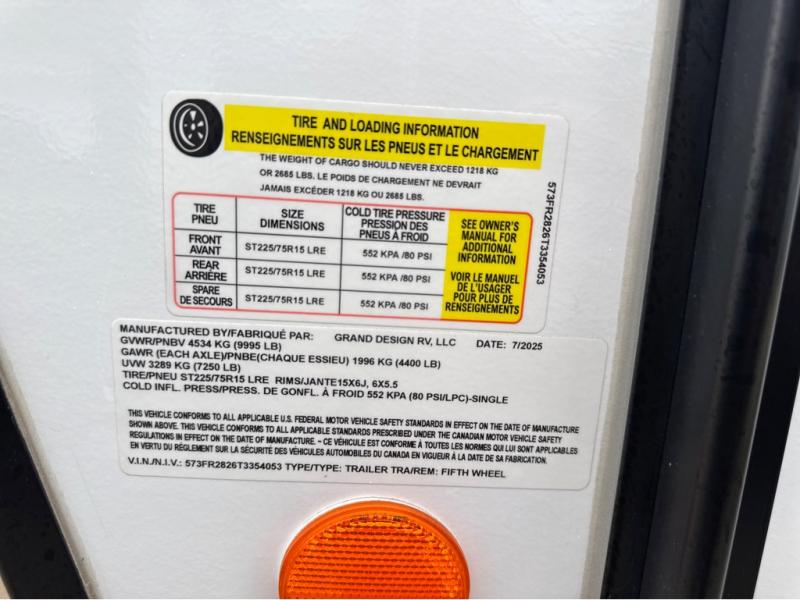 TIRE AND LOADING INFORMATION
RENSEIGNEMENTS SUR LES PNEUS ET LE CHARGEMENT
THE WEIGHT OF CARGO SHOULD NEVER EXCEED 1218 KG
OR 2685 LBS. LE POIDS DE CHARGEMENT NE DEVRAIT
JAMAIS EXCÉDER 1218 KG OU 2685 LBS.
TIRE
PNEU
SIZE
DIMENSIONS
COLD TIRE PRESSURE
PRESSION DES
PNEUS À FROID
FRONT
AVANT
ST225/75R15 LRE
552 KPA /80 PSI
REAR
ARRIÈRE
ST225/75R15 LRE
552 KPA /80 PSI
SPARE
DE SECOURS
ST225/75R15 LRE
552 KPA /80 PSI
SEE OWNER'S
MANUAL FOR
ADDITIONAL
INFORMATION
VOIR LE MANUEL
DE L'USAGER
POUR PLUS DE
RENSEIGNEMENTS
573FR2826T3354053
MANUFACTURED BY/FABRIQUÉ PAR: GRAND DESIGN RV, LLC DATE: 7/2025
GVWR/PNBV 4534 KG (9995 LB)
GAWR (EACH AXLE)/PNBE(CHAQUE ESSIEU) 1996 KG (4400 LB)
UVW 3289 KG (7250 LB)
TIRE/PNEU ST225/75R15 LRE RIMS/JANTE15X6J, 6X5.5
COLD INFL. PRESS/PRESS. DE GONFL. À FROID 552 KPA (80 PSI/LPC)-SINGLE
THIS VEHICLE CONFORMS TO ALL APPLICABLE U.S. FEDERAL MOTOR VEHICLE SAFETY STANDARDS IN EFFECT ON THE DATE OF MANUFACTURE
SHOWN ABOVE. THIS VEHICLE CONFORMS TO ALL APPLICABLE STANDARDS PRESCRIBED UNDER THE CANADIAN MOTOR VEHICLE SAFETY
REGULATIONS IN EFFECT ON THE DATE OF MANUFACTURE. – CE VÉHICULE EST CONFORME À TOUTES LES NORMES QUI LUI SONT APPLICABLES
EN VERTU DU RÉGLEMENT SUR LA SÉCURITÉ DES VÉHICULES AUTOMOBILES DU CANADA EN VIGUEUR À LA DATE DE SA FABRICATION.
V.I.N./N.I.V.: 573FR2826T3354053 TYPE/TYPE: TRAILER TRA/REM: FIFTH WHEEL